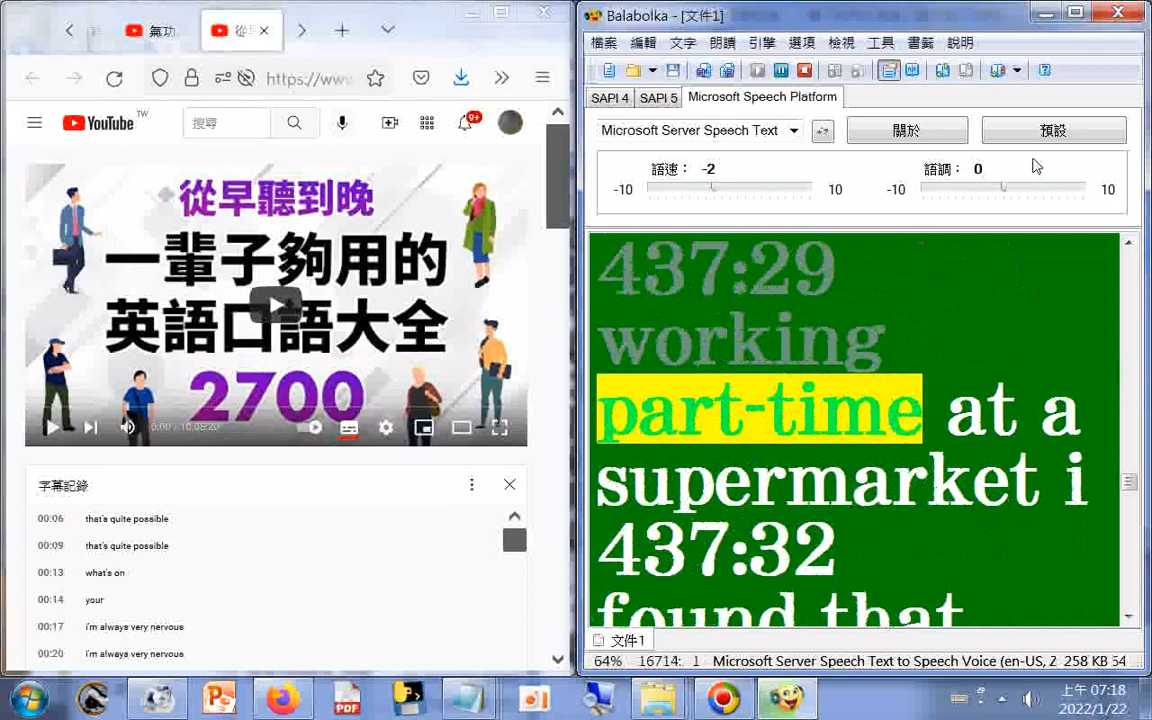 氣功
從
https://www
YouTube
TW
搜尋
9+
從早聽到晚
一輩子夠用的
英語口語大全
2700
字幕記錄
00:06 that's quite possible
00:09 that's quite possible
00:13 what's on
00:14 your
00:17 i'm always very nervous
00:20 i'm always very nervous
Balabolka - [文件1]
檔案 編輯 文字 朗讀 引擎 選項 檢視 工具 書籤 說明
SAPI 4 SAPI 5 Microsoft Speech Platform
Microsoft Server Speech Text
關於
預設
語速： -2
-10 10
語調： 0
-10 10
437:29
working
part-time at a
supermarket i
437:32
found that
文件1
64% 16714: 1 Microsoft Server Speech Text to Speech Voice (en-US, Z 258 KB 54
PDF
上午 07:18
2022/1/22